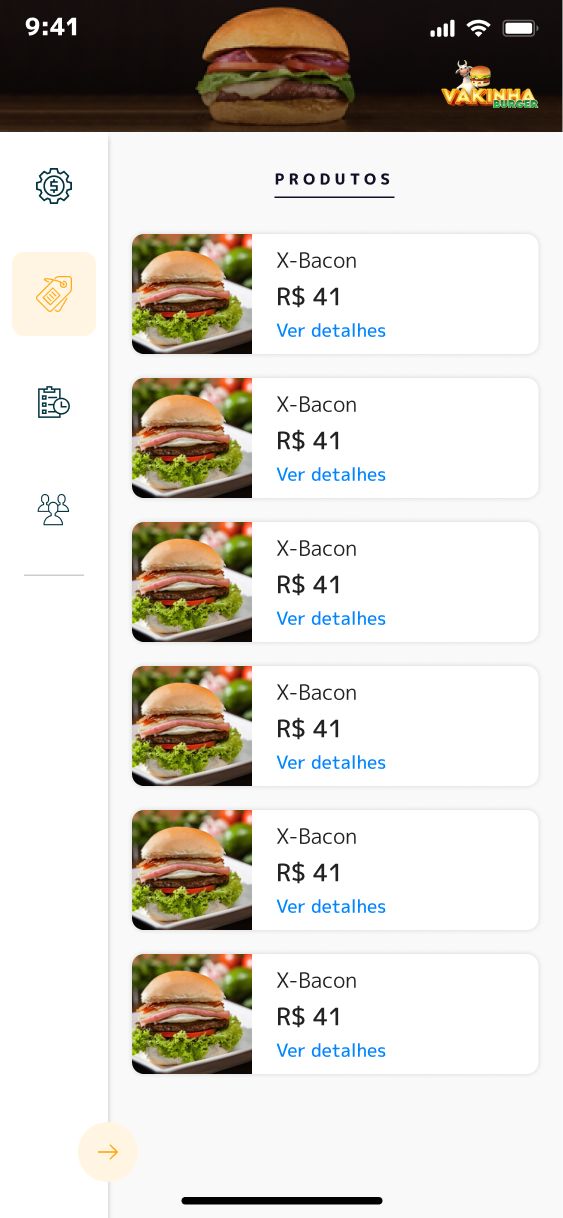 9:41
VAKINHA
BURGER
PRODUTOS
X-Bacon
R$ 41
Ver detalhes
X-Bacon
R$ 41
Ver detalhes
X-Bacon
R$ 41
Ver detalhes
X-Bacon
R$ 41
Ver detalhes
X-Bacon
R$ 41
Ver detalhes
X-Bacon
R$ 41
Ver detalhes